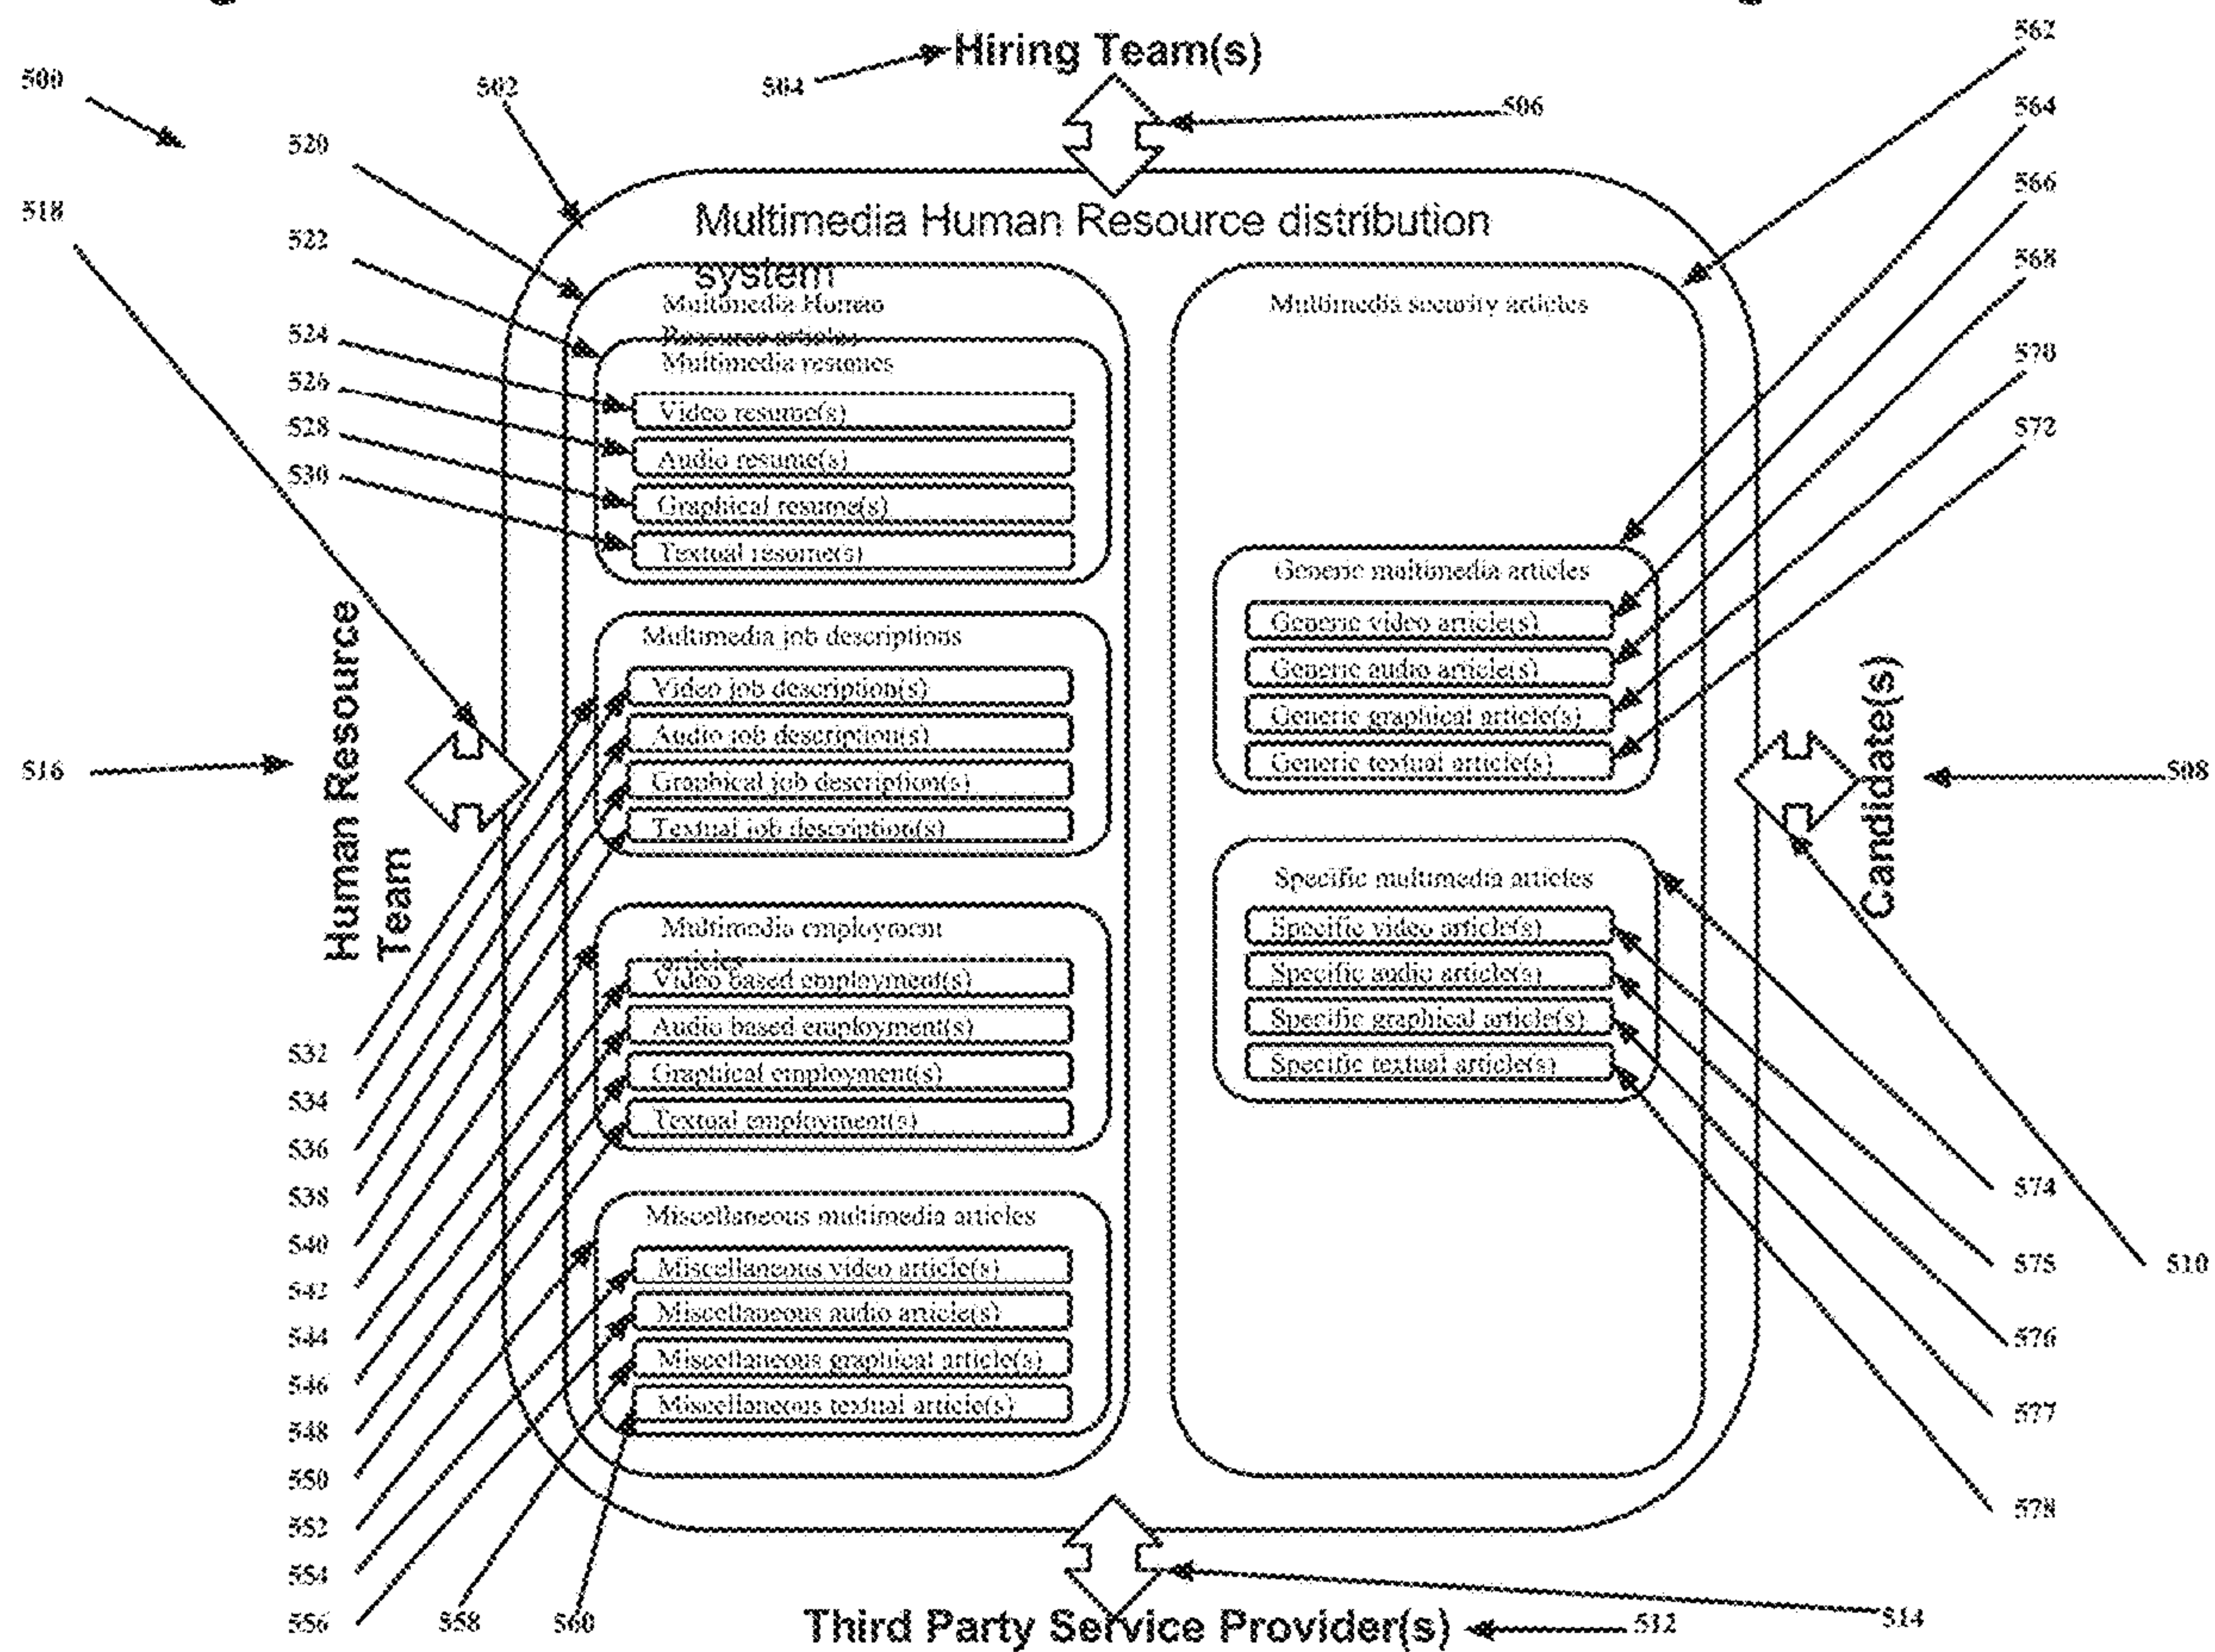 Hiring Team(s)
500
502
504
506
562
564
520
566
518
522
568
Multimedia Human Resource distribution
system
Multimedia Human
Resource articles
Multimedia security articles
524
Multimedia resumes
570
526
Video resume(s)
528
Audio resume(s)
572
530
Graphical resume(s)
Textual resume(s)
Generic multimedia articles
Generic video article(s)
Generic audio article(s)
Generic graphical article(s)
Generic textual article(s)
Multimedia job descriptions
Video job description(s)
Audio job description(s)
Graphical job description(s)
Textual job description(s)
Human Resource
Team
516
Candidate(s)
508
Specific multimedia articles
Specific video article(s)
Specific audio article(s)
Specific graphical article(s)
Specific textual article(s)
Multimedia employment
articles
Video based employment(s)
Audio based employment(s)
Graphical employment(s)
Textual employment(s)
Miscellaneous multimedia articles
Miscellaneous video article(s)
Miscellaneous audio article(s)
Miscellaneous graphical article(s)
Miscellaneous textual article(s)
532
534
536
538
540
542
544
546
548
550
552
554
556
558
560
574
575
510
576
577
578
514
Third Party Service Provider(s)
512